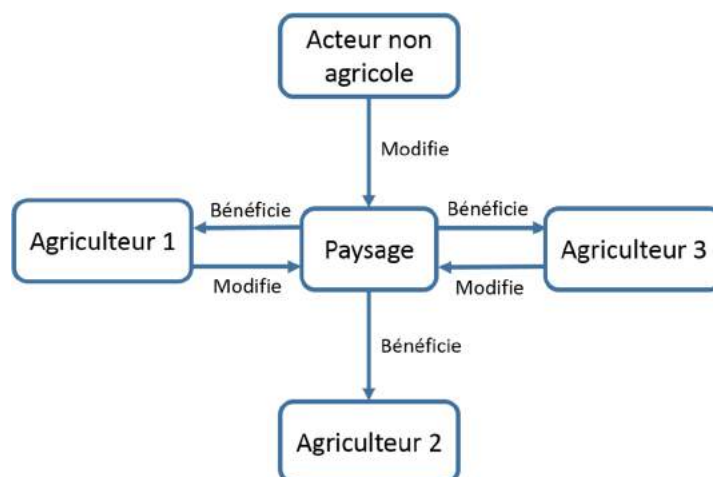 Acteur non
agricole
Modifie
Bénéficie
Bénéficie
Agriculteur 1
Paysage
Agriculteur 3
Modifie
Modifie
Bénéficie
Agriculteur 2